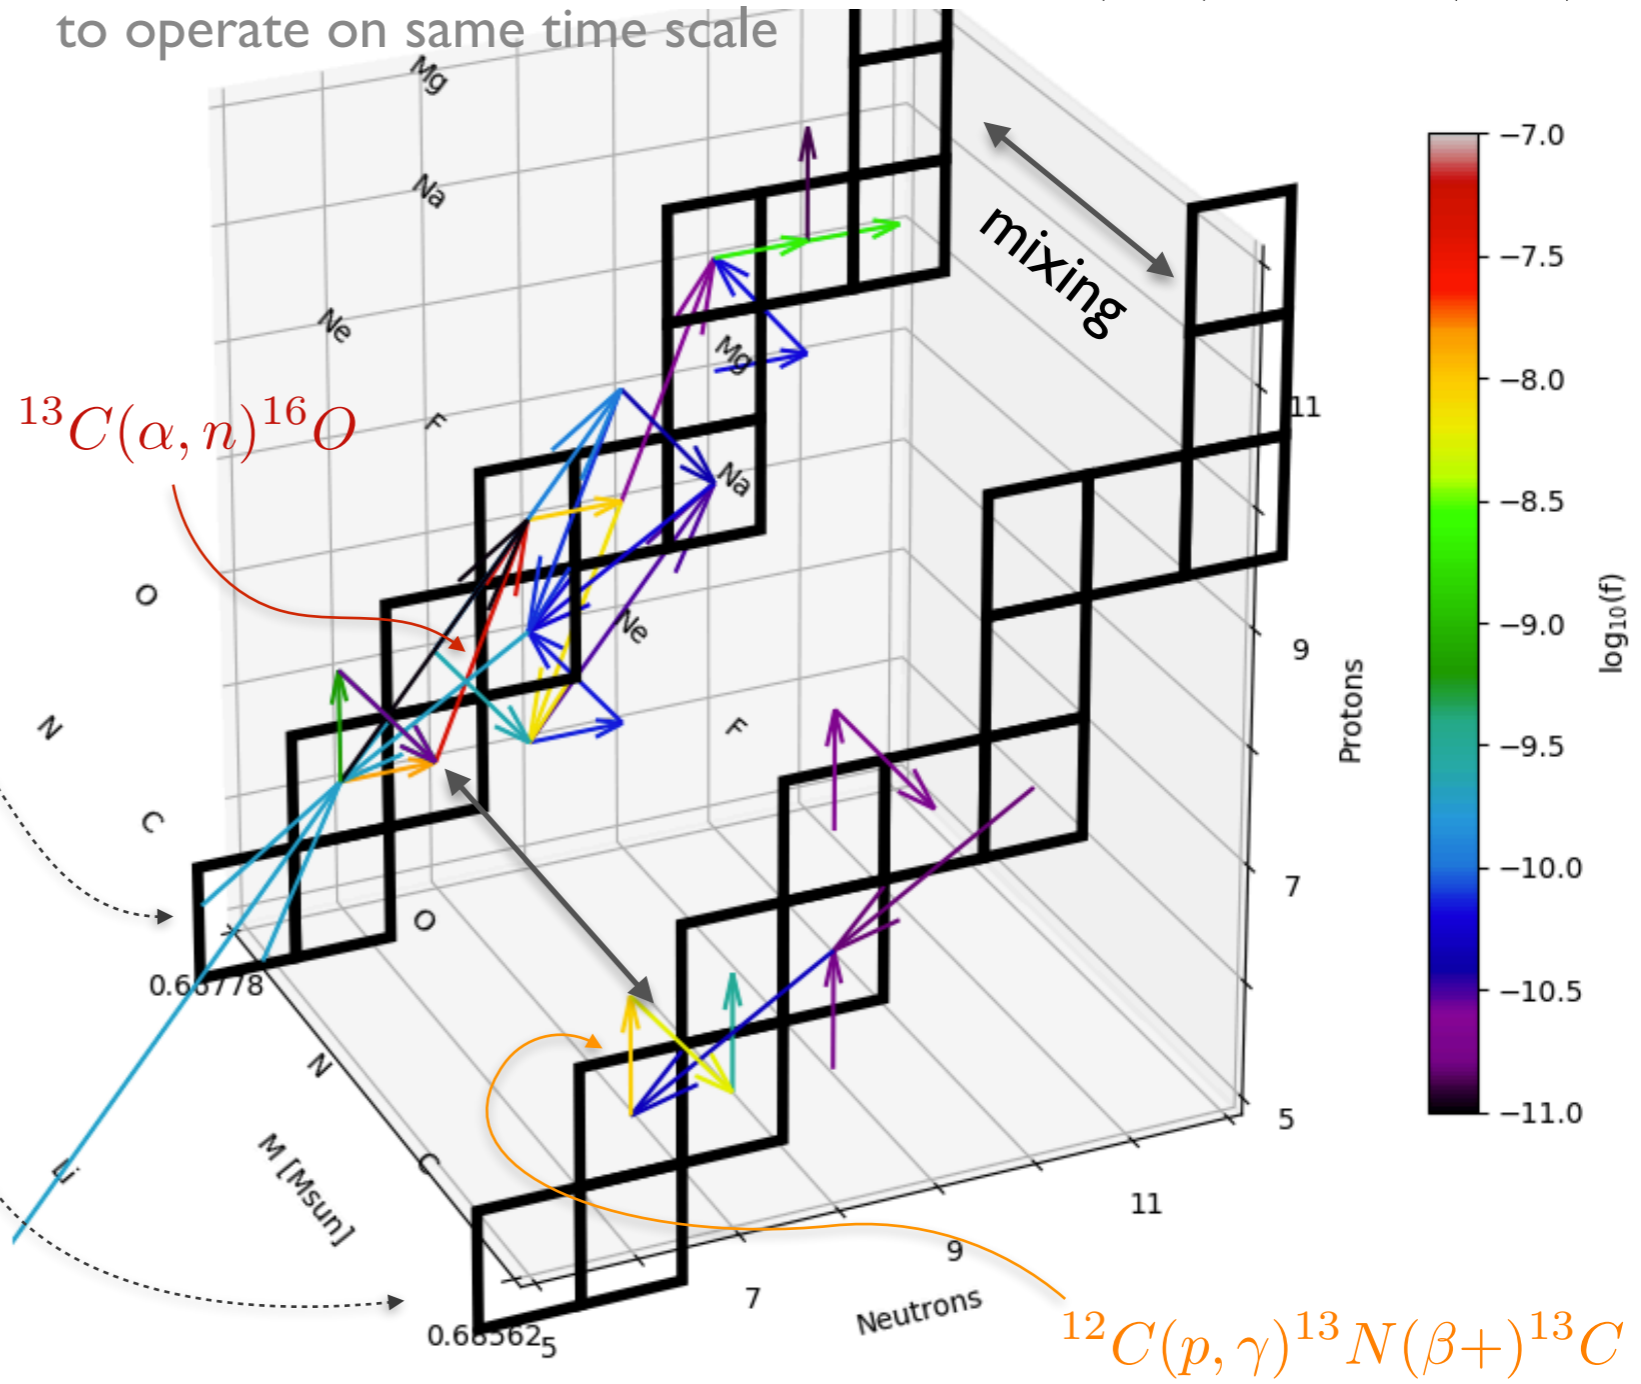 to operate on same time scale
Mg
Na
Ne
F
O
N
C
mixing
Mg
Na
Ne
F
O
N
C
Li
¹³C(α, n)¹⁶O
¹²C(p, γ)¹³N(β+)¹³C
0.66778
M [Msun]
5
7
9
11
Neutrons
5
7
9
11
Protons
−7.0
−7.5
−8.0
−8.5
−9.0
−9.5
−10.0
−10.5
−11.0
log₁₀(f)